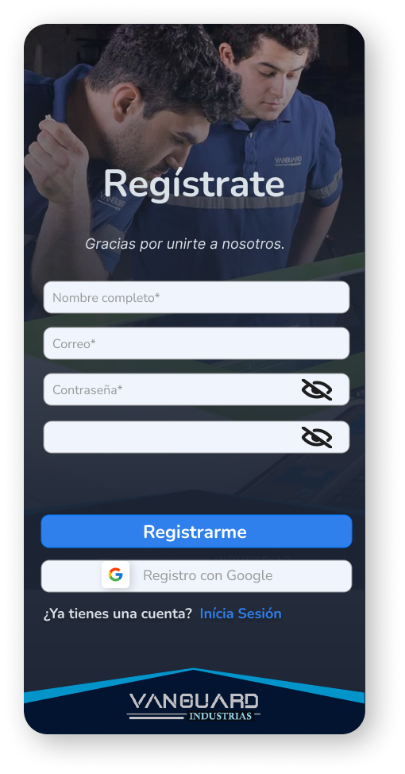 VANGUARD
Regístrate
Gracias por unirte a nosotros.
Nombre completo*
Correo*
Contraseña*
Registrarme
Registro con Google
¿Ya tienes una cuenta? Inícia Sesión
VANGUARD
INDUSTRIAS